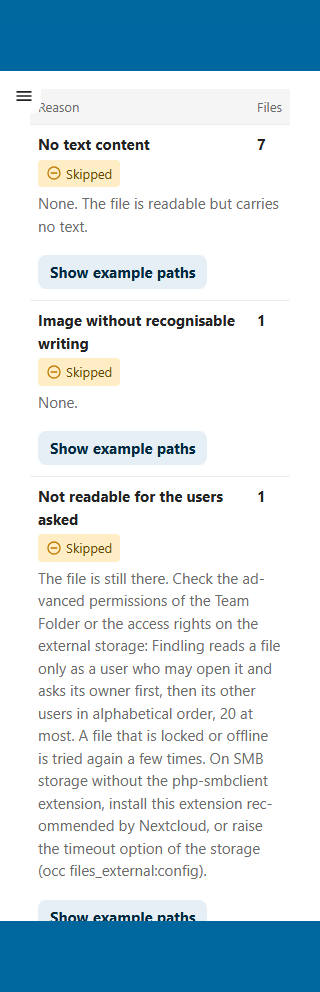 Reason Files
No text content 7
Skipped
None. The file is readable but carries
no text.
Show example paths
Image without recognisable 1
writing
Skipped
None.
Show example paths
Not readable for the users 1
asked
Skipped
The file is still there. Check the ad-
vanced permissions of the Team
Folder or the access rights on the
external storage: Findling reads a file
only as a user who may open it and
asks its owner first, then its other
users in alphabetical order, 20 at
most. A file that is locked or offline
is tried again a few times. On SMB
storage without the php-smbclient
extension, install this extension rec-
ommended by Nextcloud, or raise
the timeout option of the storage
(occ files_external:config).
Show example paths